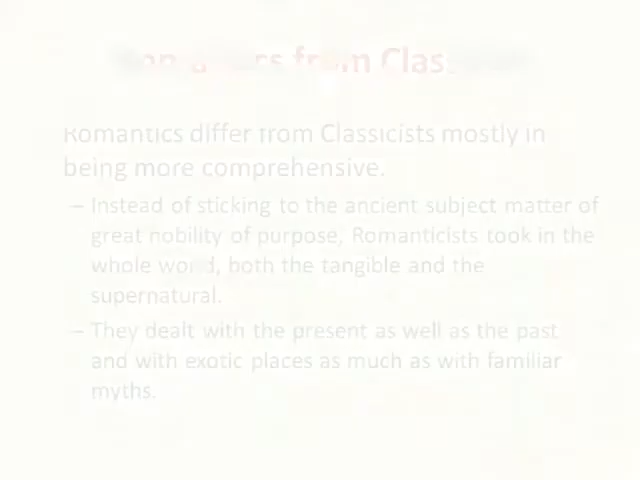 from Clas
Romantics differ from Classicists mostly in
being more comprehensive.
– Instead of sticking to the ancient subject matter of
great nobility of purpose, Romanticists took in the
whole world, both the tangible and the
supernatural.
– They dealt with the present as well as the past
and with exotic places as much as with familiar
myths.